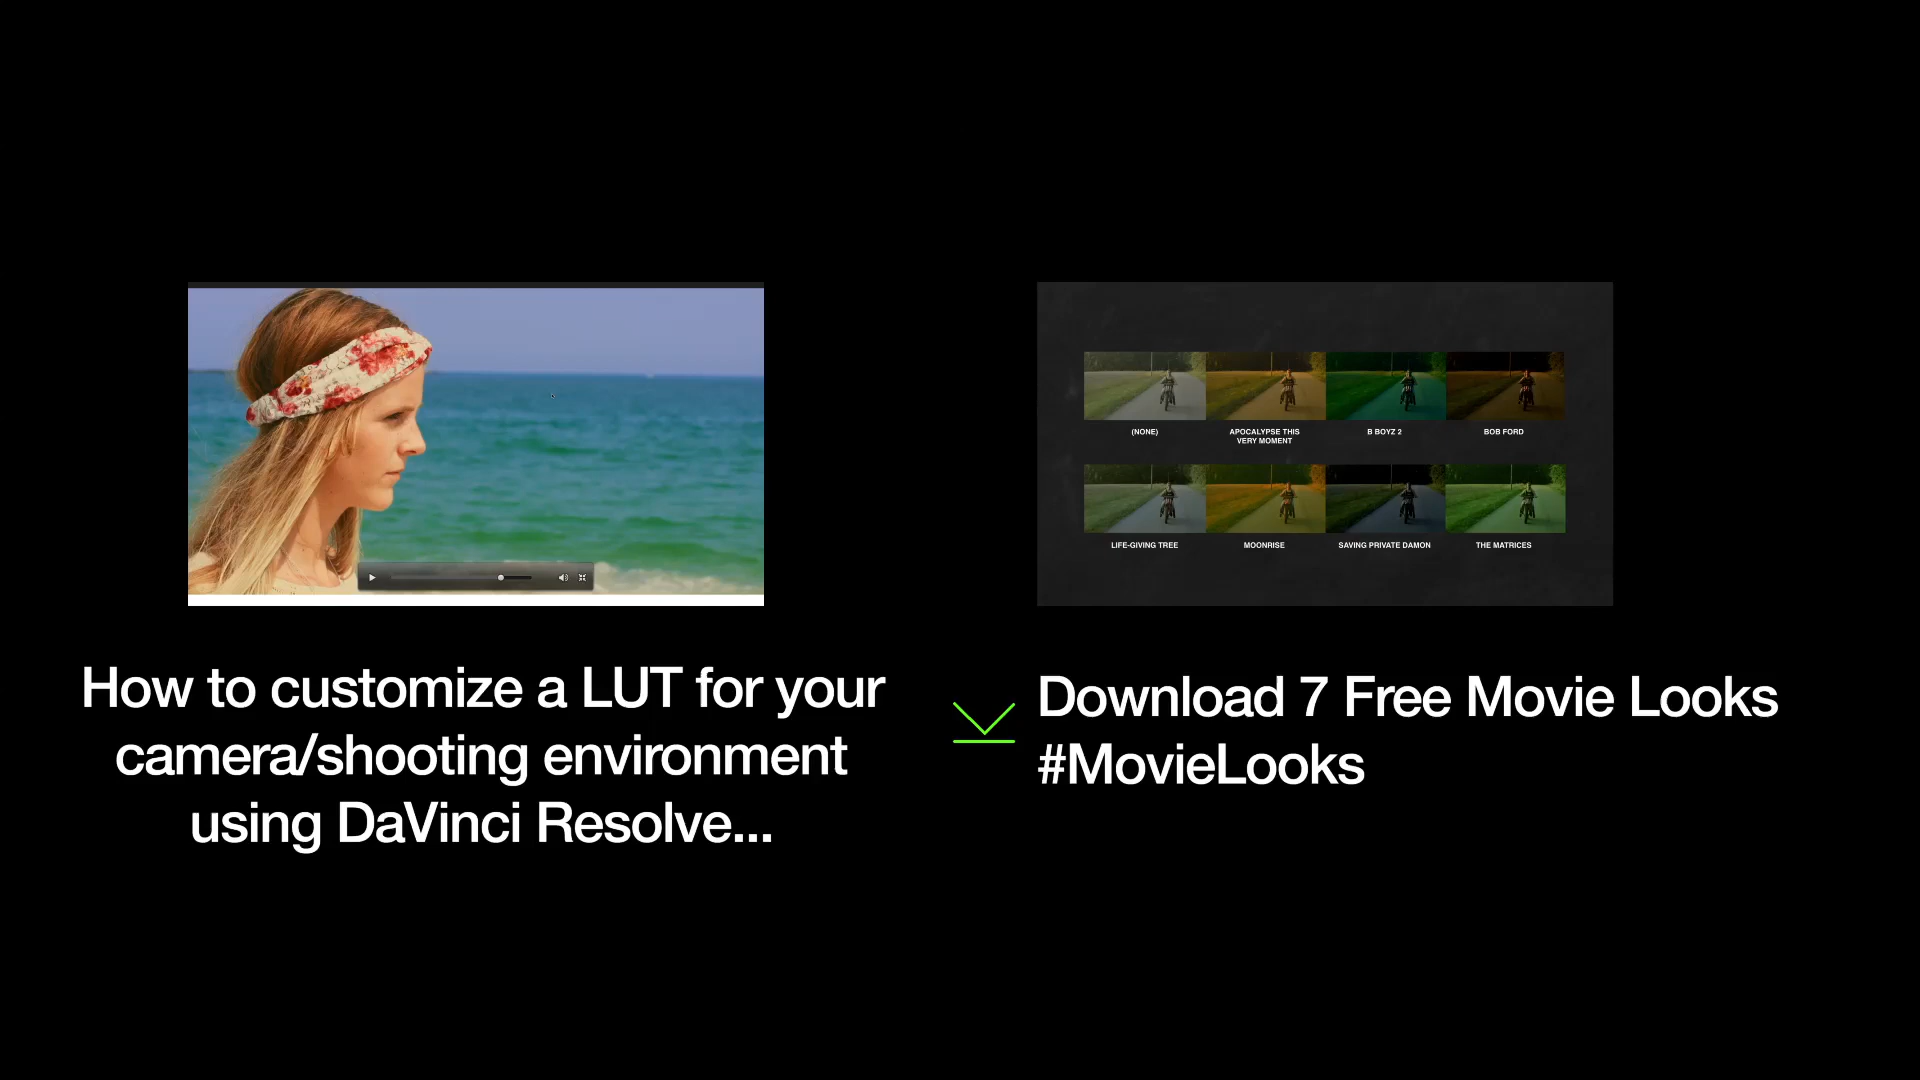 (NONE)
APOCALYPSE THIS
VERY MOMENT
B BOYZ 2
BOB FORD
LIFE-GIVING TREE
MOONRISE
SAVING PRIVATE DAMON
THE MATRICES
How to customize a LUT for your
camera/shooting environment
using DaVinci Resolve...
Download 7 Free Movie Looks
#MovieLooks